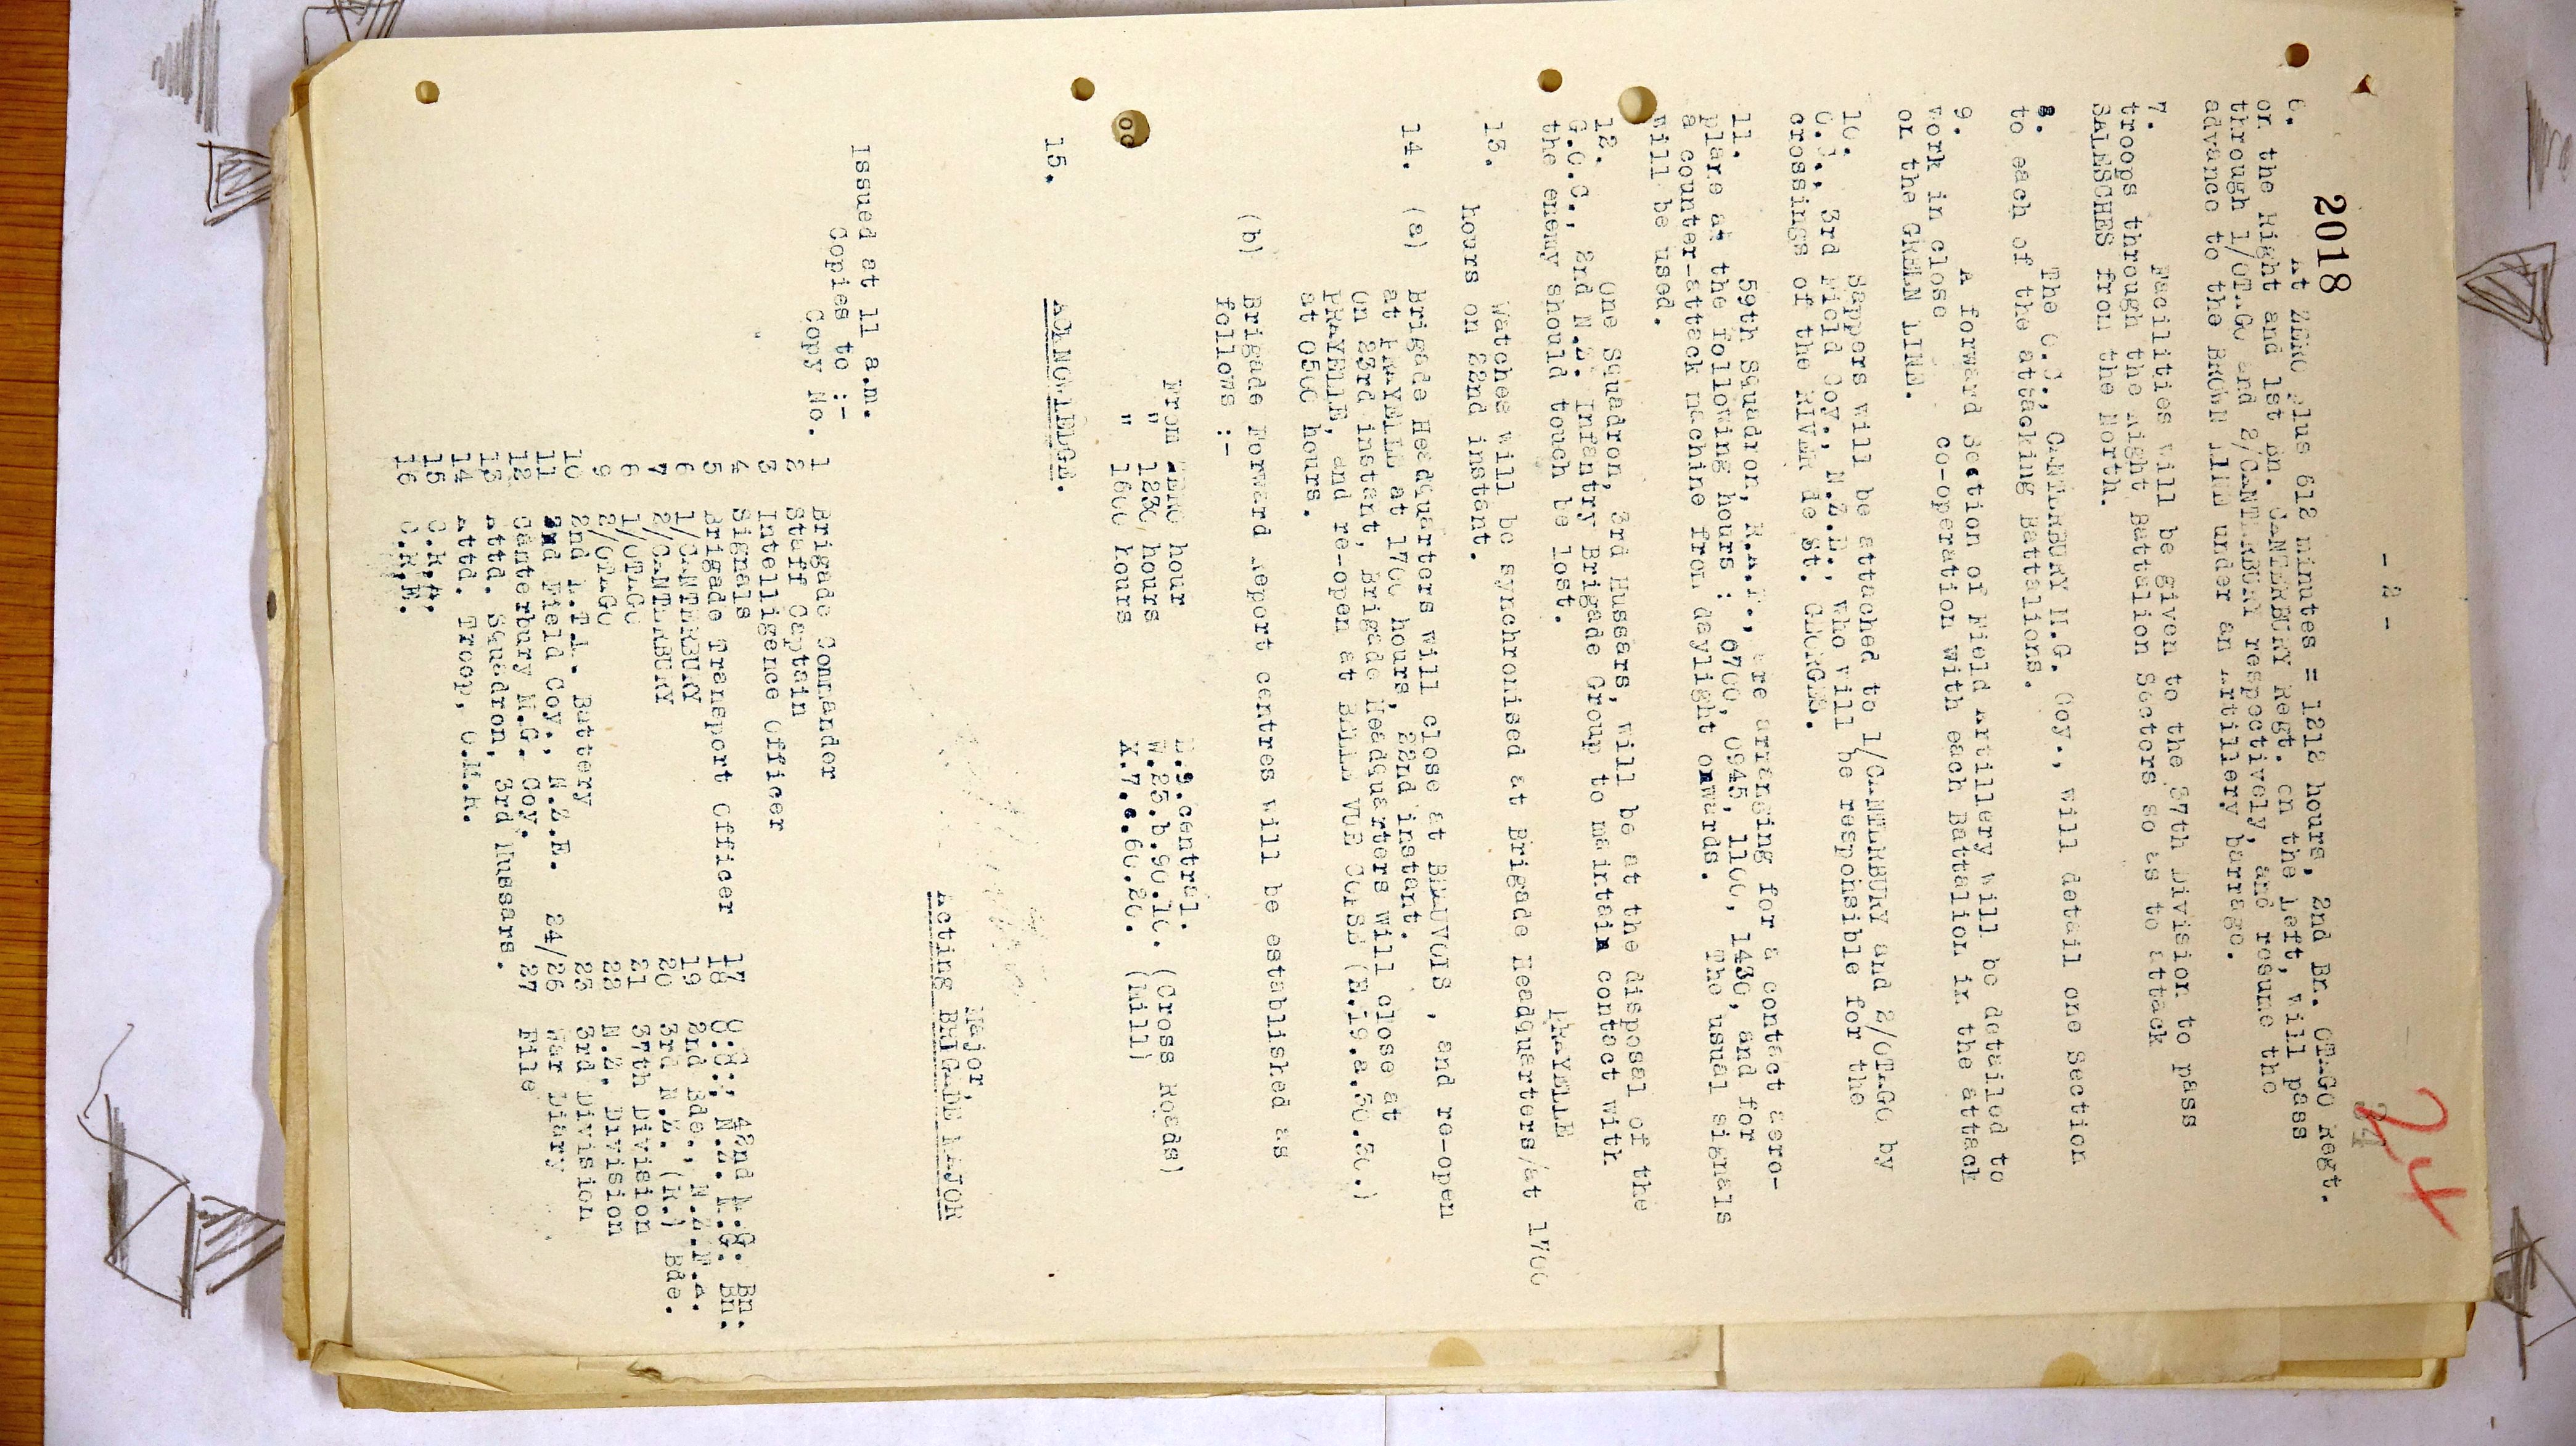 - 2 -
24
34
2018
6. At ZERO plus 612 minutes = 1212 hours, 2nd Bn. OTAGO Regt.
on the Right and 1st Bn. CANTERBURY Regt. on the Left, will pass
through 1/OTAGO and 2/CANTERBURY respectively, and resume the
advance to the BROWN LINE under an Artillery barrage.
7. Facilities will be given to the 37th Division to pass
troops through the Right Battalion Sectors so as to attack
SALESCHES from the North.
8. The O.C., CANTERBURY M.G. Coy., will detail one section
to each of the attacking Battalions.
9. A forward Section of Field Artillery will be detailed to
work in close co-operation with each Battalion in the attack
on the GREEN LINE.
10. Sappers will be attached to 1/CANTERBURY and 2/OTAGO by
O.C., 3rd Field Coy., N.Z.E., who will be responsible for the
crossings of the RIVER de St. GEORGES.
11. 59th Squadron, R.A.F., are arranging for a contact aero-
plane at the following hours : 0700, 0945, 1100, 1430, and for
a counter-attack machine from daylight onwards. The usual signals
will be used.
12. One Squadron, 3rd Hussars, will be at the disposal of the
G.O.C., 2nd N.Z. Infantry Brigade Group to maintain contact with
the enemy should touch be lost.
PRAYELLE
13. Watches will be synchronised at Brigade Headquarters/at 1700
hours on 22nd instant.
14. (a) Brigade Headquarters will close at BEAUVOIS , and re-open
at PRAYELLE at 1700 hours, 22nd instant.
On 23rd instant, Brigade Headquarters will close at
PRAYELLE, and re-open at BELLE VUE COPSE (E.19.a.50.30.)
at 0500 hours.
(b) Brigade Forward Report centres will be established as
follows :-
From ZERO hour E.9.central.
" 1230 hours W.25.b.90.10. (Cross Roads)
" 1600 hours X.7.c.60.20. (Mill)
15. ACKNOWLEDGE.
Major,
Acting BRIGADE MAJOR
Issued at 11 a.m.
Copies to :-
Copy No. 1 Brigade Commander
2 Staff Captain
3 Intelligence Officer
4 Signals
5 Brigade Transport Officer
6 1/CANTERBURY
7 2/CANTERBURY
8 1/OTAGO
9 2/OTAGO
10 2nd L.T.M. Battery
11 3nd Field Coy., N.Z.E.
12 Canterbury M.G. Coy.
13 Attd. Squadron, 3rd Hussars.
14 Attd. Troop, O.M.R.
15 C.R.A.
16 C.R.E.
17 O.C., 42nd M.G. Bn.
18 O.C., N.Z. M.G. Bn.
19 2nd Bde., N.Z.F.A.
20 3rd N.Z. (R.) Bde.
21 37th Division
22 N.Z. Division
23 3rd Division
24/26 War Diary
27 File